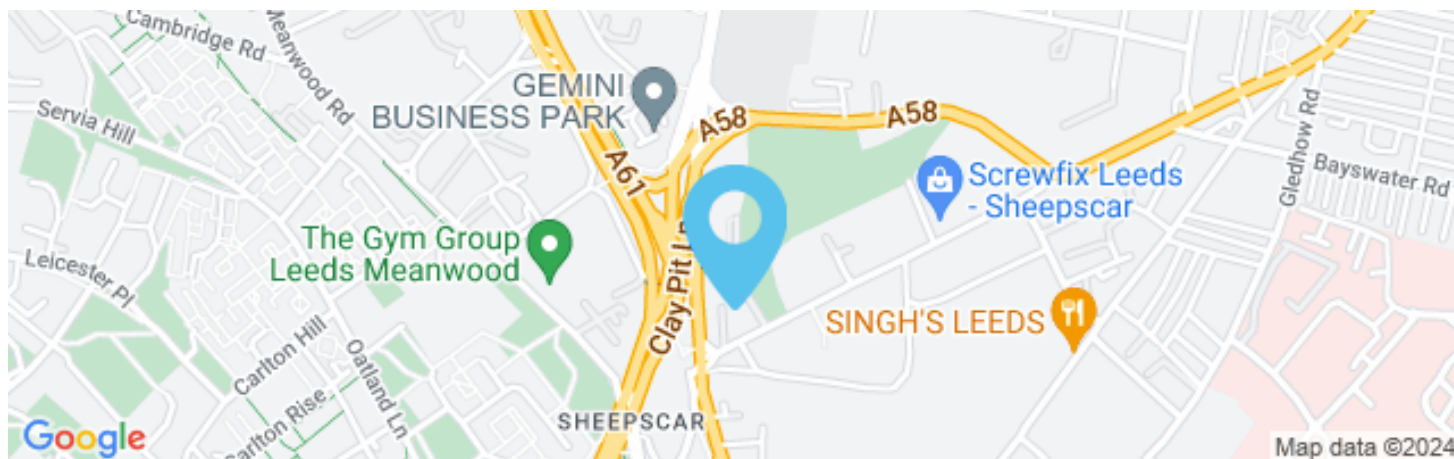 Cambridge Rd
Meanwood Rd
Servia Hill
GEMINI
BUSINESS PARK
A58
A58
A61
Gledhow Rd
Bayswater Rd
Screwfix Leeds
- Sheepscar
The Gym Group
Leeds Meanwood
Leicester Pl
Clay Pit
SINGH'S LEEDS
Carlton Hill
Oatland Ln
Carlton Rise
SHEEPSCAR
Google
Map data ©2024